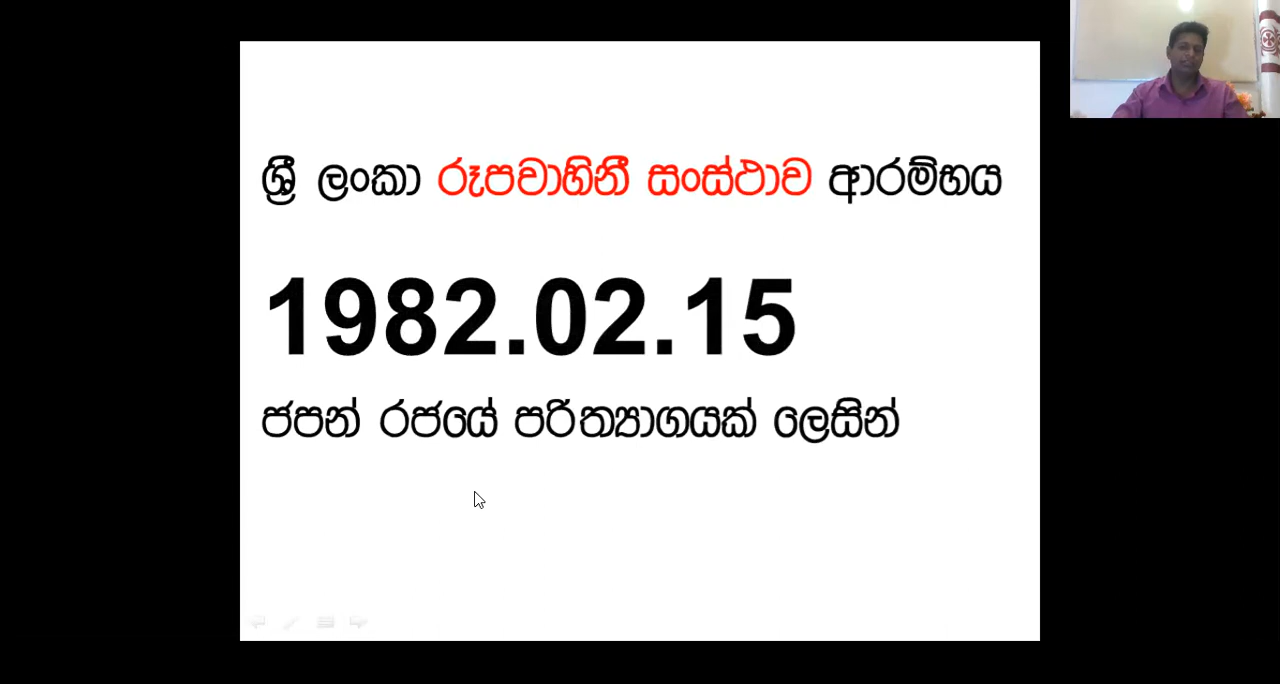 ශ්‍රී ලංකා රූපවාහිනී සංස්ථාව ආරම්භය
1982.02.15
ජපන් රජයේ පරිත්‍යාගයක් ලෙසින්